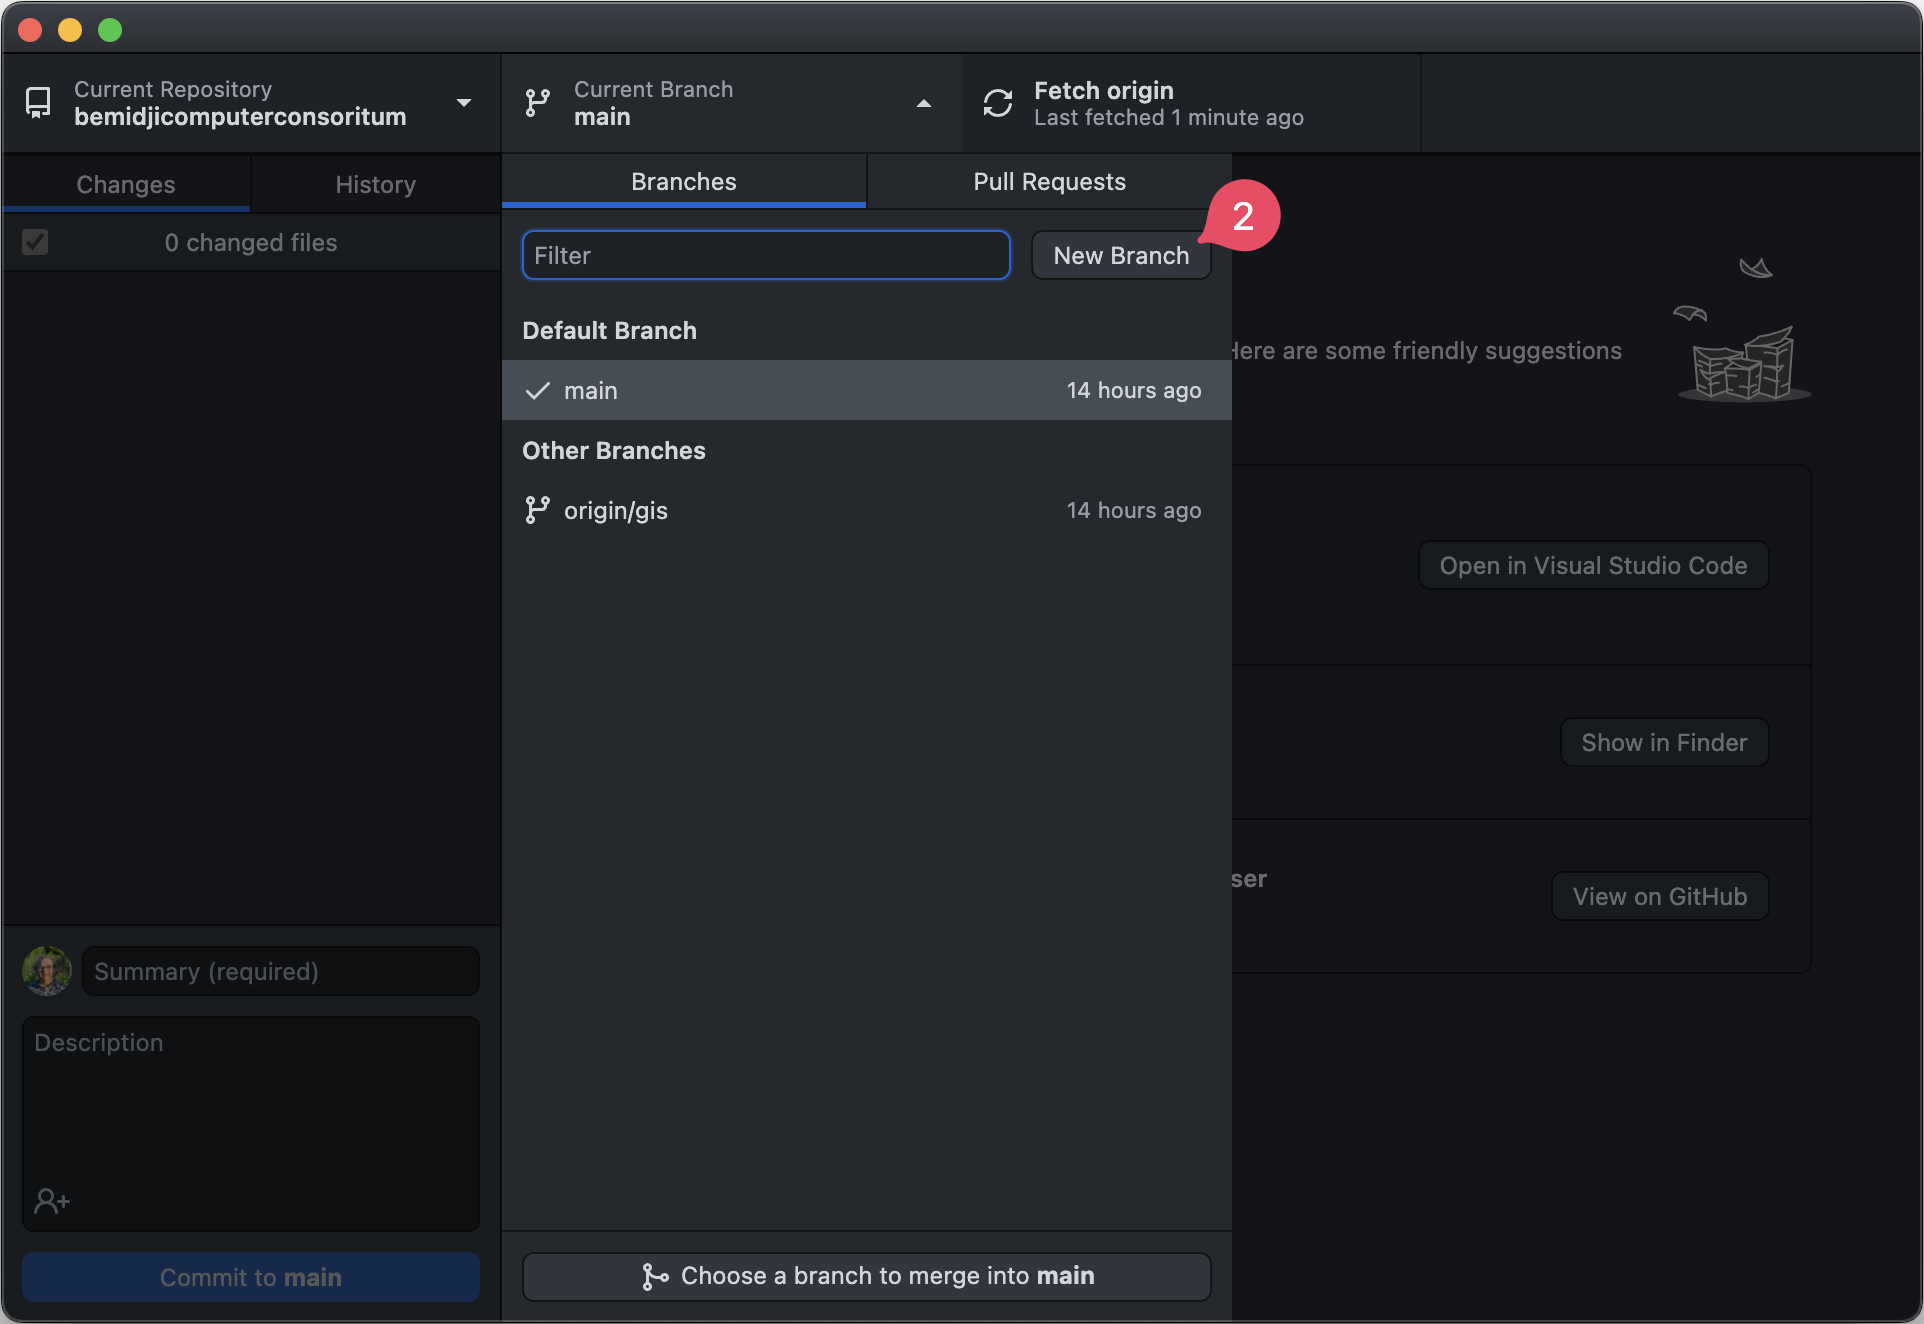 Current Repository
bemidjicomputerconsoritum
Current Branch
main
Fetch origin
Last fetched 1 minute ago
Changes
History
Branches
Pull Requests
2
0 changed files
Filter
New Branch
Default Branch
Here are some friendly suggestions
main
14 hours ago
Other Branches
origin/gis
14 hours ago
Open in Visual Studio Code
Show in Finder
ser
View on GitHub
Summary (required)
Description
Commit to main
Choose a branch to merge into main